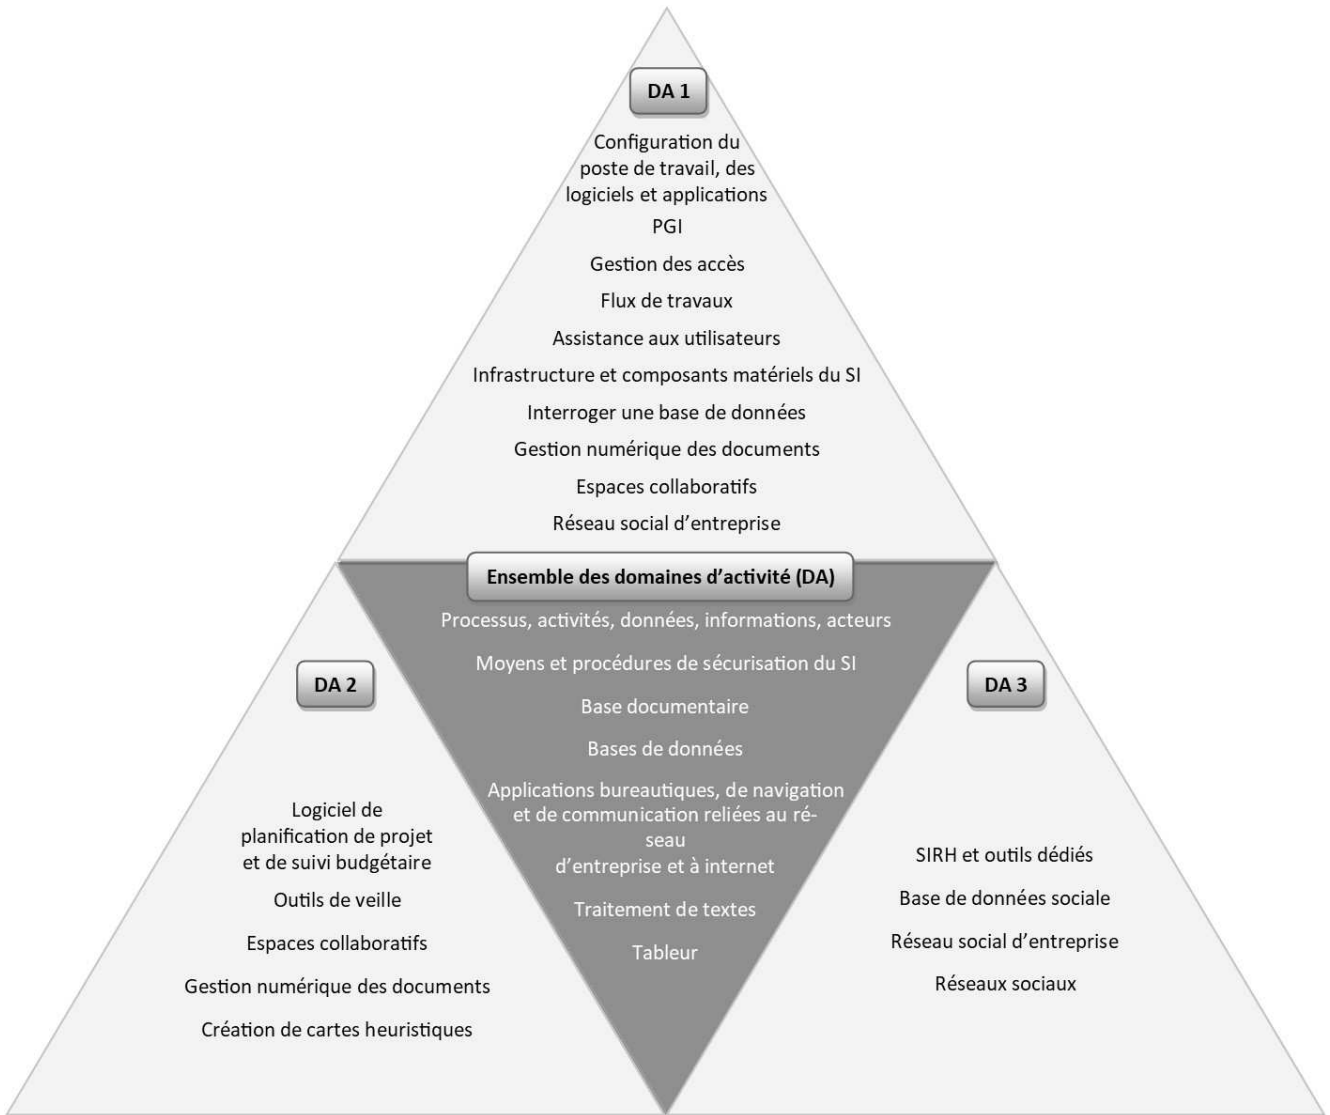 DA 1
Configuration du
poste de travail, des
logiciels et applications
PGI
Gestion des accès
Flux de travaux
Assistance aux utilisateurs
Infrastructure et composants matériels du SI
Interroger une base de données
Gestion numérique des documents
Espaces collaboratifs
Réseau social d’entreprise
Ensemble des domaines d’activité (DA)
Processus, activités, données, informations, acteurs
Moyens et procédures de sécurisation du SI
Base documentaire
Bases de données
Applications bureautiques, de navigation
et de communication reliées au ré-
seau
d’entreprise et à internet
Traitement de textes
Tableur
DA 2
Logiciel de
planification de projet
et de suivi budgétaire
Outils de veille
Espaces collaboratifs
Gestion numérique des documents
Création de cartes heuristiques
DA 3
SIRH et outils dédiés
Base de données sociale
Réseau social d’entreprise
Réseaux sociaux